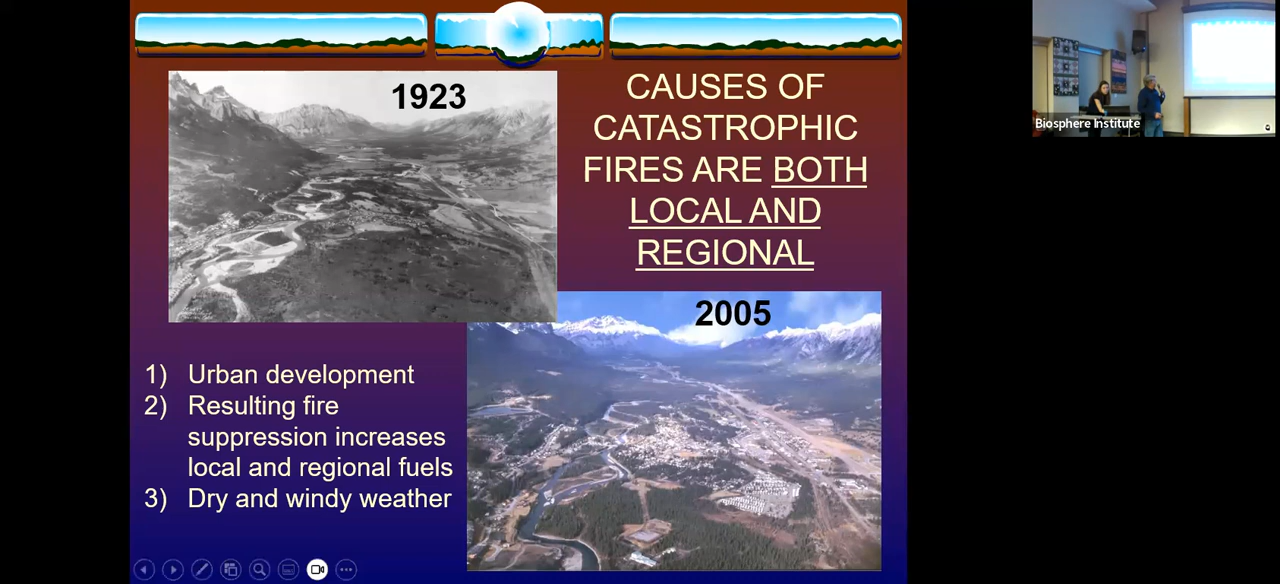 1923
CAUSES OF
CATASTROPHIC
FIRES ARE BOTH
LOCAL AND
REGIONAL
Biosphere Institute
2005
1) Urban development
2) Resulting fire
suppression increases
local and regional fuels
3) Dry and windy weather